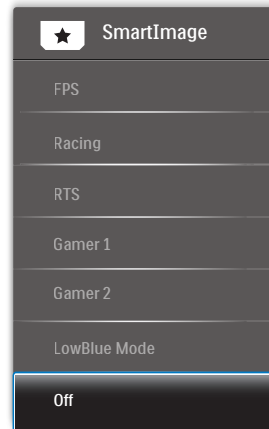 SmartImage
FPS
Racing
RTS
Gamer 1
Gamer 2
LowBlue Mode
Off